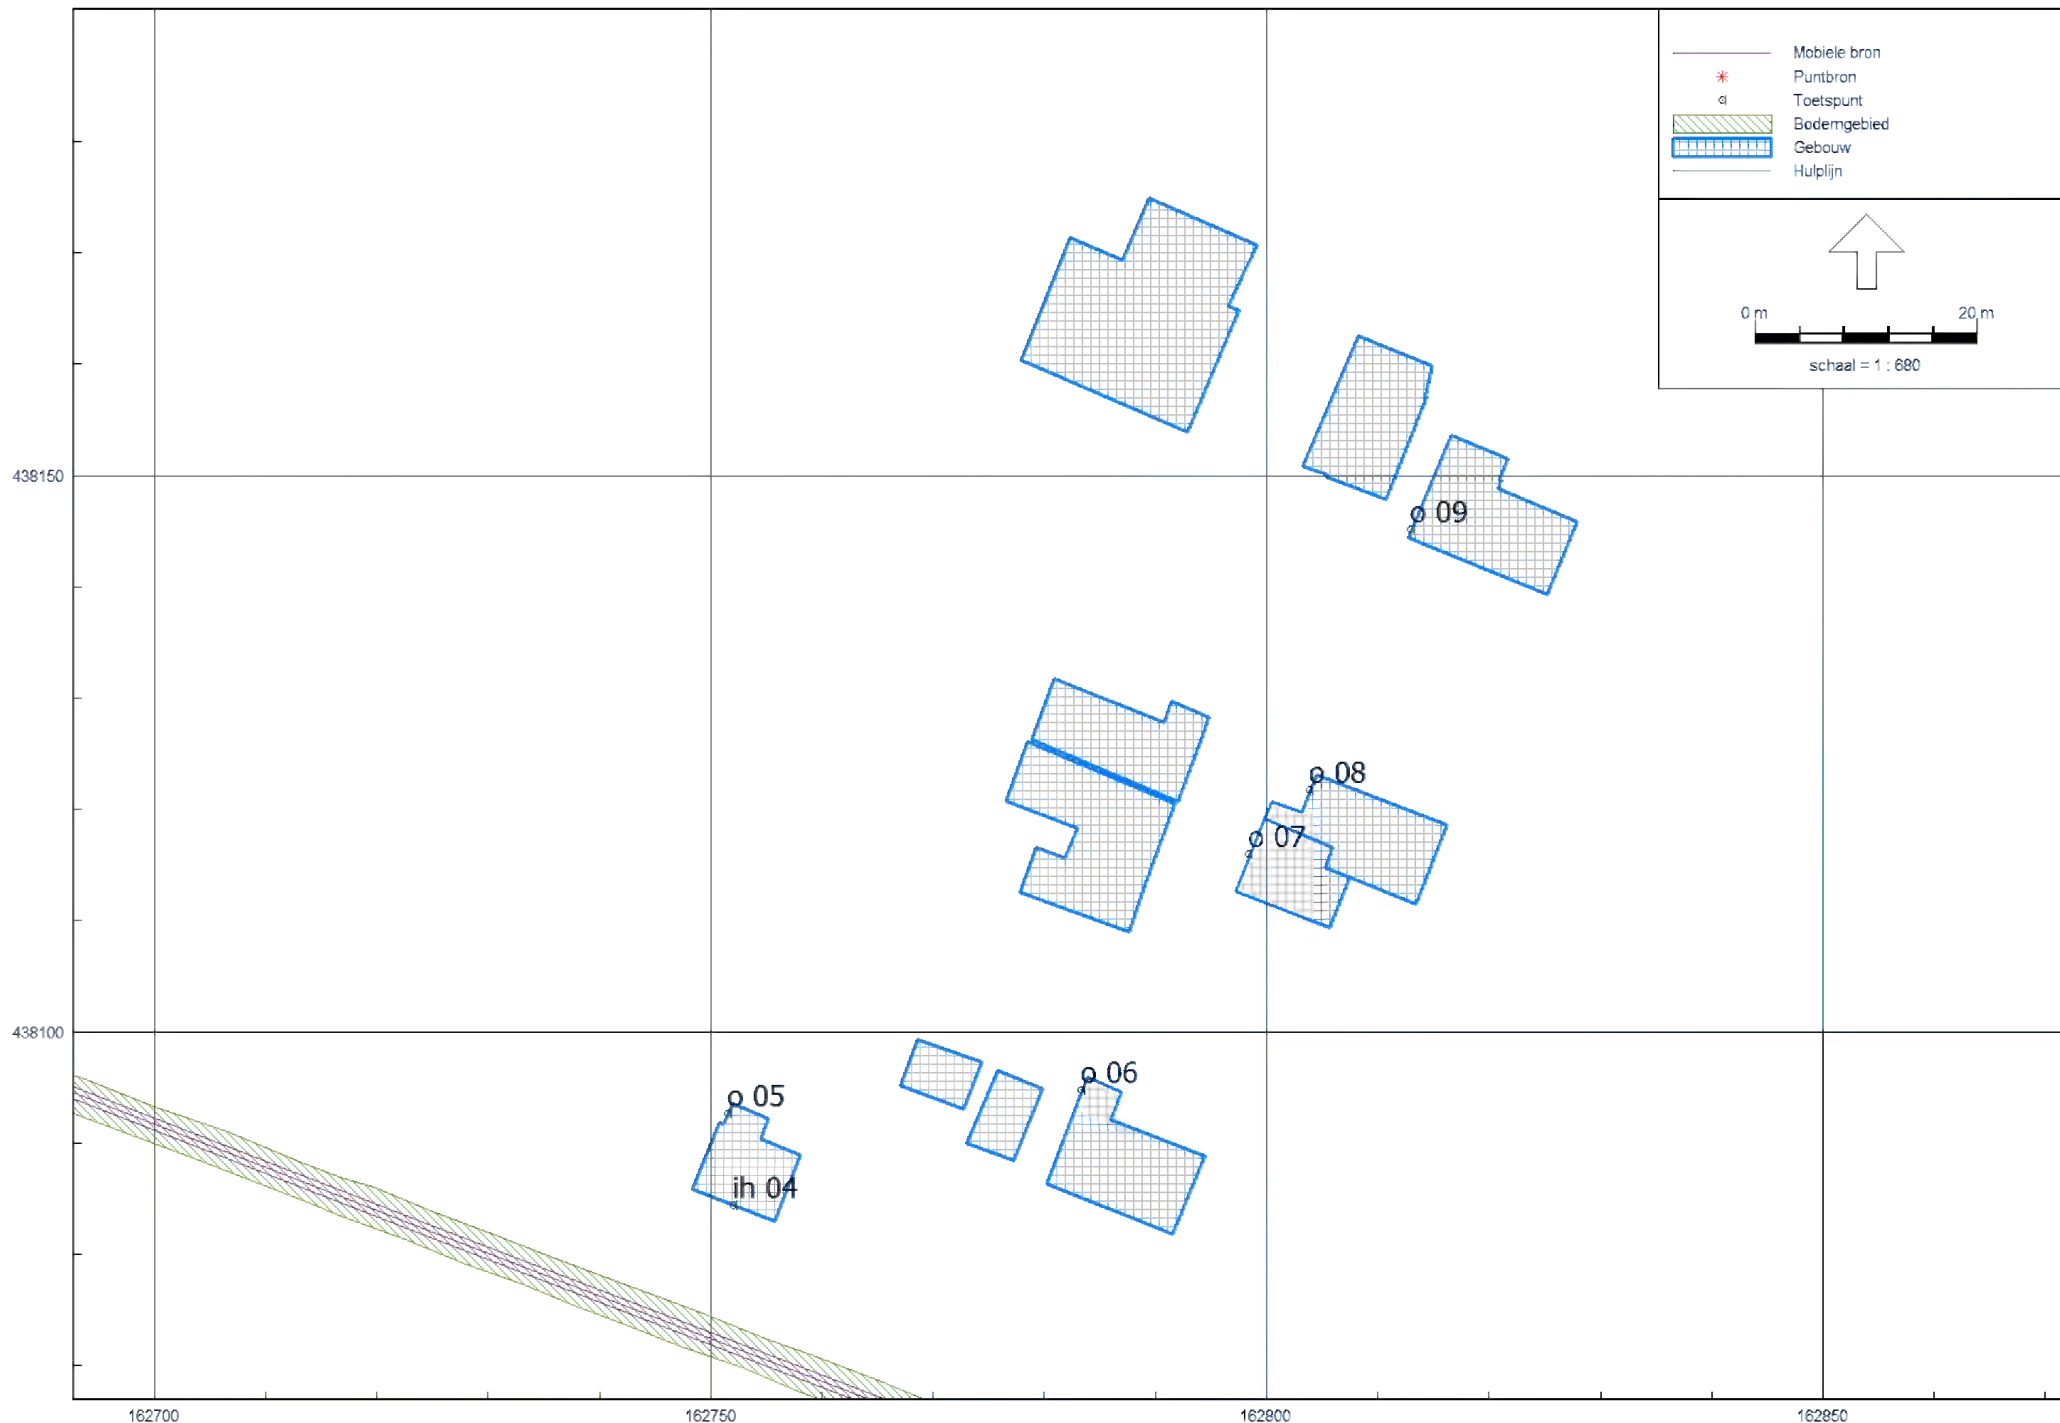 Mobiele bron
Puntbron
Toetspunt
Bodemgebied
Gebouw
Hulplijn
0 m 20 m
schaal = 1 : 680
438150
o 09
o 08
o 07
438100
o 06
o 05
ih 04
162700 162750 162800 162850